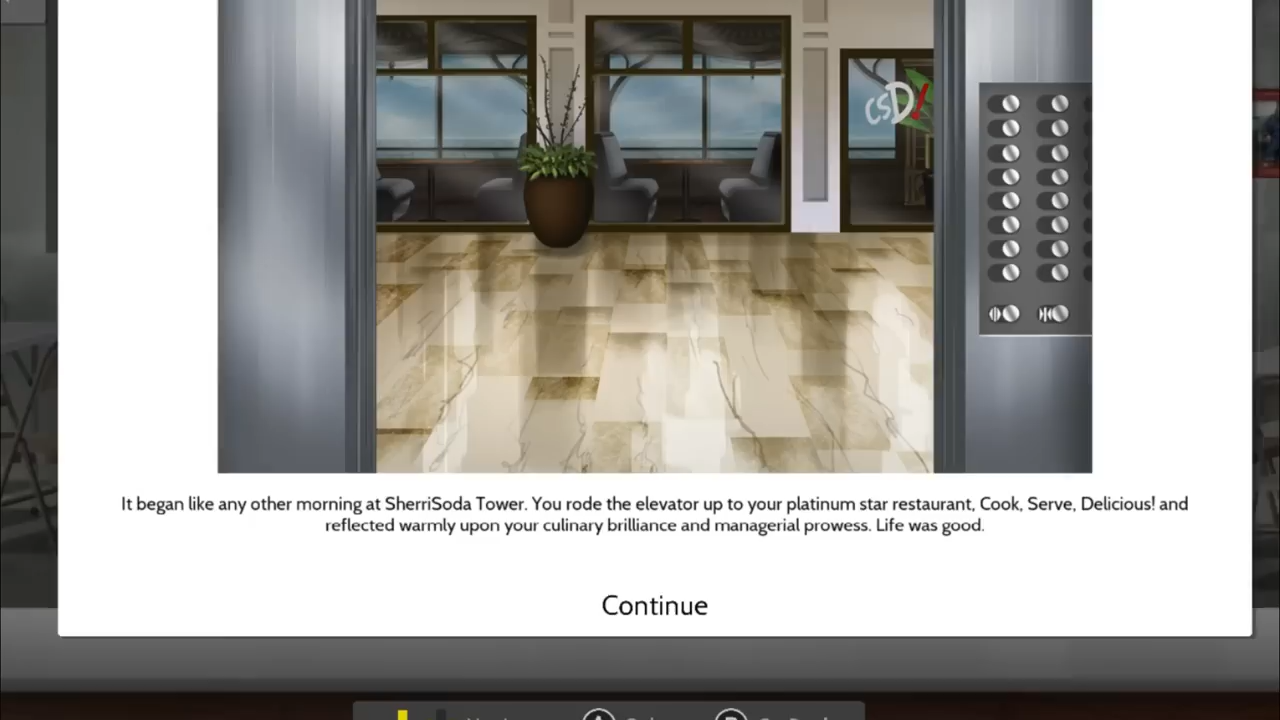 csD!
It began like any other morning at SherriSoda Tower. You rode the elevator up to your platinum star restaurant, Cook, Serve, Delicious! and
reflected warmly upon your culinary brilliance and managerial prowess. Life was good.
Continue